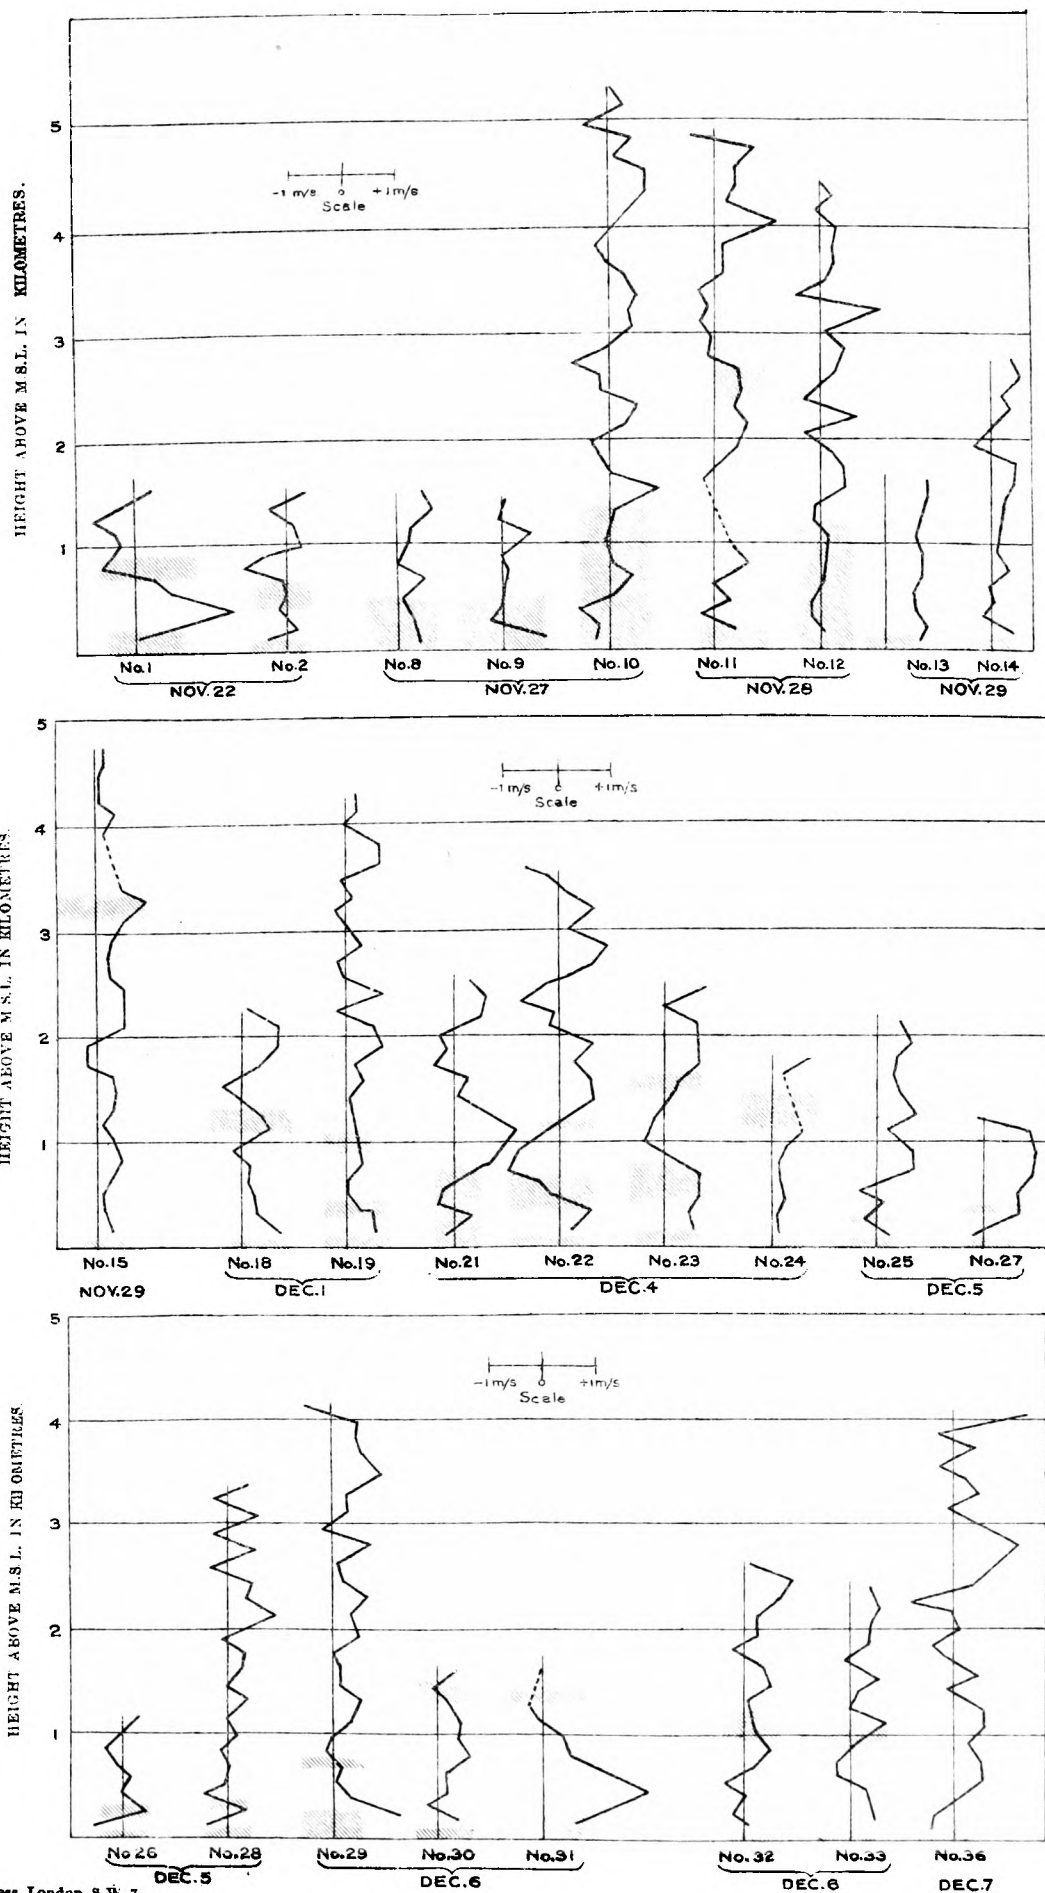 5
-1 m/s o +1 m/s
Scale
4
3
2
1
HEIGHT ABOVE M.S.L. IN KILOMETRES.
No.1 No.2 No.8 No.9 No.10 No.11 No.12 No.13 No.14
NOV.22 NOV.27 NOV.28 NOV.29
5
-1 m/s o +1 m/s
Scale
4
3
2
1
HEIGHT ABOVE M.S.L. IN KILOMETRES.
No.15 No.18 No.19 No.21 No.22 No.23 No.24 No.25 No.27
NOV.29 DEC.1 DEC.4 DEC.5
5
-1 m/s o +1 m/s
Scale
4
3
2
1
HEIGHT ABOVE M.S.L. IN KILOMETRES.
No.26 No.28 No.29 No.30 No.31 No.32 No.33 No.36
DEC.5 DEC.6 DEC.6 DEC.7
London, S.W. 7